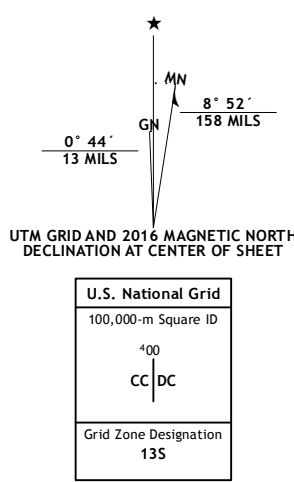 ★
MN
GN
8° 52´
158 MILS
0° 44´
13 MILS
UTM GRID AND 2016 MAGNETIC NORTH
DECLINATION AT CENTER OF SHEET
U.S. National Grid
100,000-m Square ID
⁴00
CC DC
Grid Zone Designation
13S